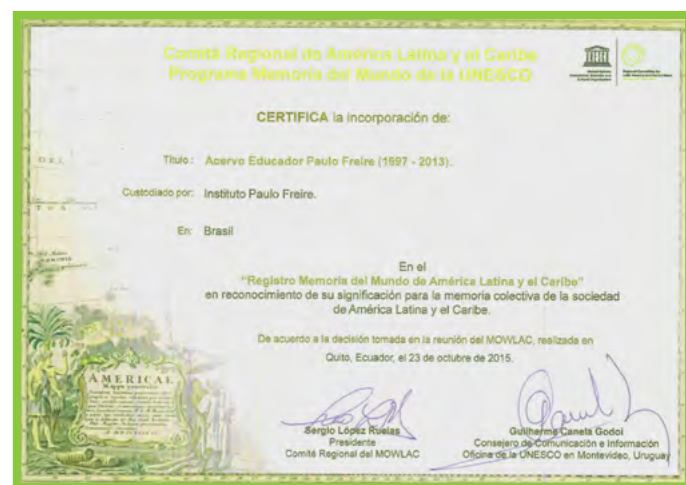 Comité Regional de América Latina y el Caribe
Programa Memoria del Mundo de la UNESCO
CERTIFICA la incorporación de:
Título: Acervo Educador Paulo Freire (1997 - 2013).
Custodiado por: Instituto Paulo Freire.
En: Brasil
En el
"Registro Memoria del Mundo de América Latina y el Caribe"
en reconocimiento de su significación para la memoria colectiva de la sociedad
de América Latina y el Caribe.
De acuerdo a la decisión tomada en la reunión del MOWLAC, realizada en
Quito, Ecuador, el 23 de octubre de 2015.
AMERICAE
Sergio López Ruelas
Presidente
Comité Regional del MOWLAC
Guilherme Canela Godoi
Consejero de Comunicación e Información
Oficina de la UNESCO en Montevideo, Uruguay